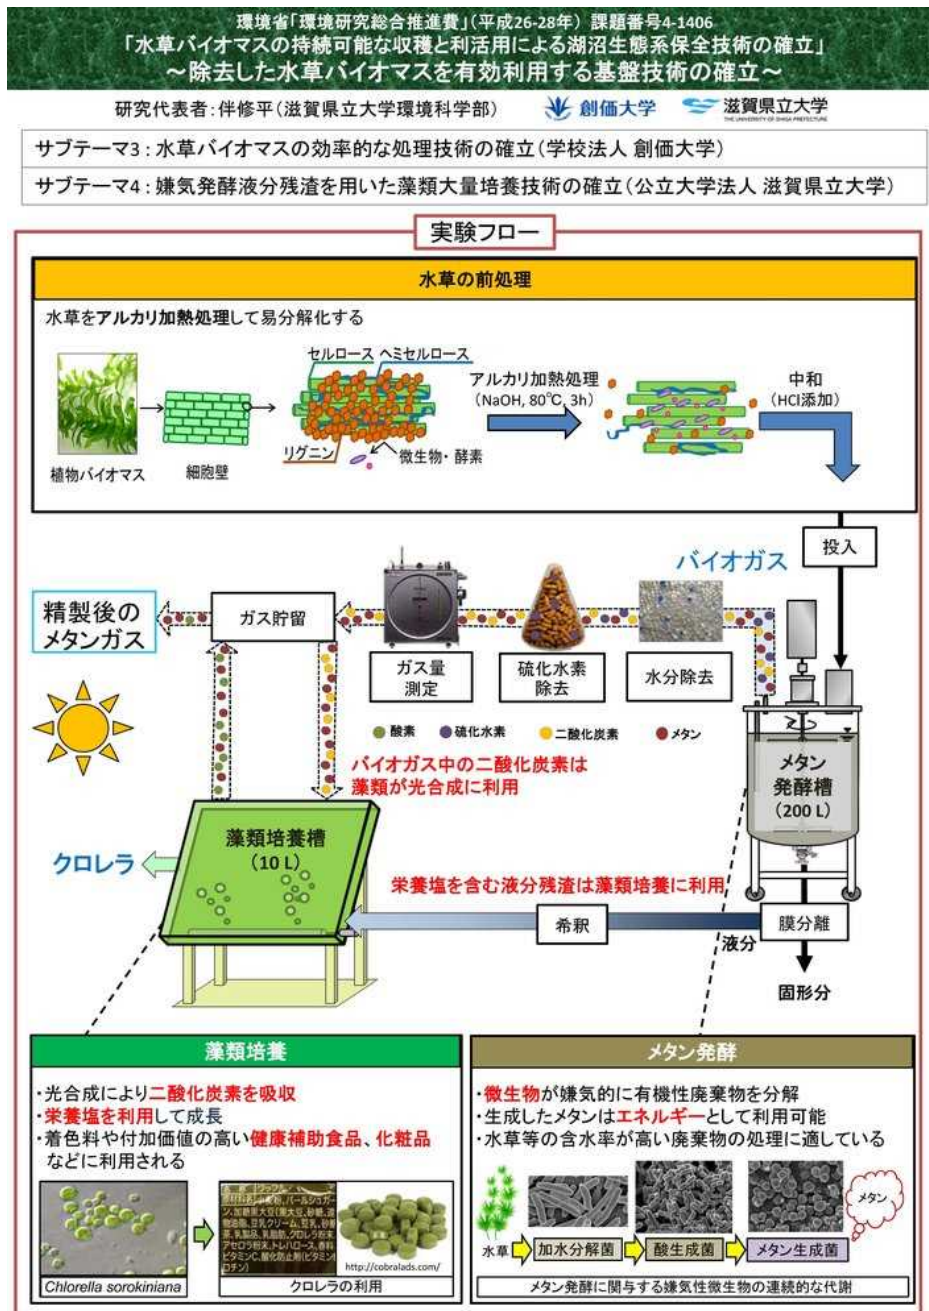 環境省「環境研究総合推進費」(平成26-28年) 課題番号4-1406
「水草バイオマスの持続可能な収穫と利活用による湖沼生態系保全技術の確立」
～除去した水草バイオマスを有効利用する基盤技術の確立～
研究代表者:伴修平(滋賀県立大学環境科学部)
創価大学
滋賀県立大学
THE UNIVERSITY OF SHIGA PREFECTURE
サブテーマ3:水草バイオマスの効率的な処理技術の確立(学校法人 創価大学)
サブテーマ4:嫌気発酵液分残渣を用いた藻類大量培養技術の確立(公立大学法人 滋賀県立大学)
実験フロー
水草の前処理
水草をアルカリ加熱処理して易分解化する
セルロース
ヘミセルロース
リグニン
微生物・酵素
植物バイオマス
細胞壁
アルカリ加熱処理
(NaOH, 80℃, 3h)
中和
(HCl添加)
投入
バイオガス
精製後の
メタンガス
ガス貯留
ガス量
測定
硫化水素
除去
水分除去
酸素
硫化水素
二酸化炭素
メタン
バイオガス中の二酸化炭素は
藻類が光合成に利用
メタン
発酵槽
(200 L)
藻類培養槽
(10 L)
クロレラ
栄養塩を含む液分残渣は藻類培養に利用
希釈
液分
膜分離
固形分
藻類培養
・光合成により二酸化炭素を吸収
・栄養塩を利用して成長
・着色料や付加価値の高い健康補助食品、化粧品
などに利用される
Chlorella sorokiniana
http://cobralads.com/
クロレラの利用
メタン発酵
・微生物が嫌気的に有機性廃棄物を分解
・生成したメタンはエネルギーとして利用可能
・水草等の含水率が高い廃棄物の処理に適している
メタン
水草
加水分解菌
酸生成菌
メタン生成菌
メタン発酵に関与する嫌気性微生物の連続的な代謝